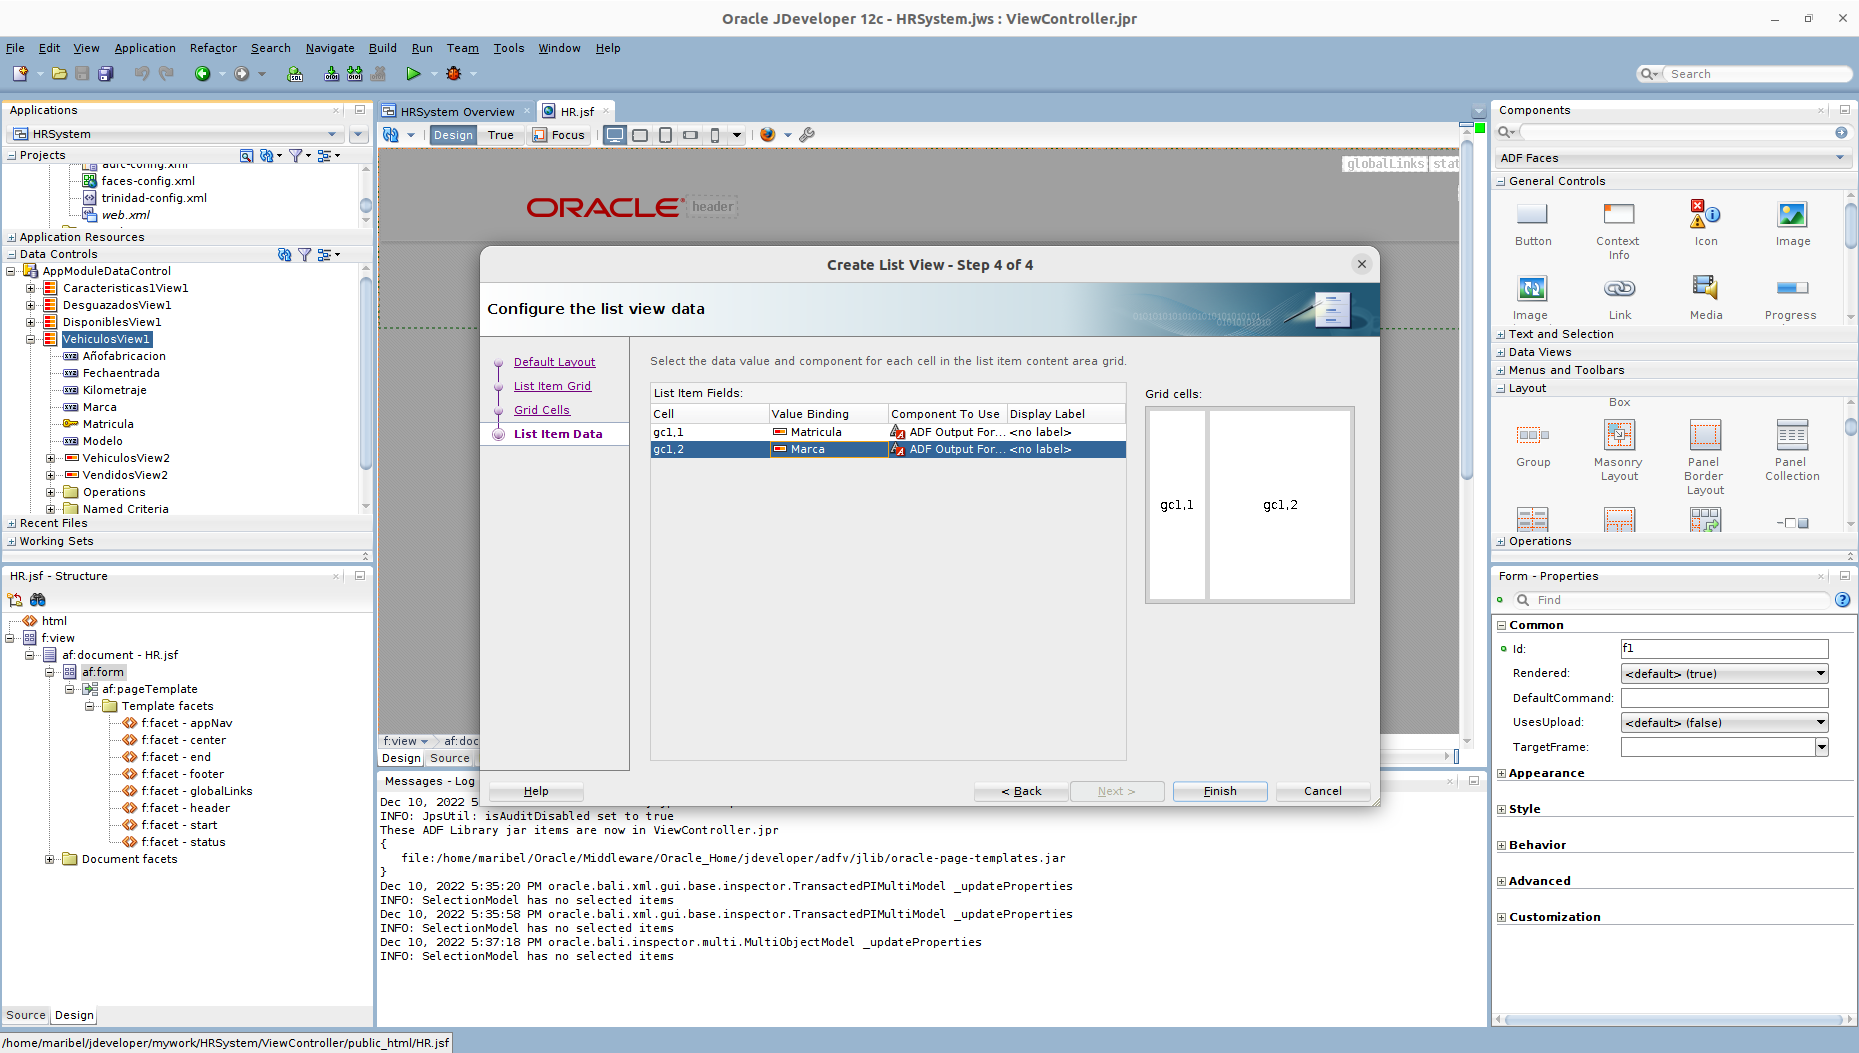 Oracle JDeveloper 12c - HRSystem.jws : ViewController.jpr
File Edit View Application Refactor Search Navigate Build Run Team Tools Window Help
Search
Applications
HRSystem
Projects
adfc-config.xml
faces-config.xml
trinidad-config.xml
web.xml
Application Resources
Data Controls
AppModuleDataControl
Caracteristicas1View1
DesguazadosView1
DisponiblesView1
VehiculosView1
Añofabricacion
Fechaentrada
Kilometraje
Marca
Matricula
Modelo
VehiculosView2
VendidosView2
Operations
Named Criteria
Recent Files
Working Sets
HR.jsf - Structure
html
f:view
af:document - HR.jsf
af:form
af:pageTemplate
Template facets
f:facet - appNav
f:facet - center
f:facet - end
f:facet - footer
f:facet - globalLinks
f:facet - header
f:facet - start
f:facet - status
Document facets
Source Design
/home/maribel/jdeveloper/mywork/HRSystem/ViewController/public_html/HR.jsf
HRSystem Overview HR.jsf
Design True Focus
globalLinks stat
ORACLE header
Create List View - Step 4 of 4
Configure the list view data
Default Layout
List Item Grid
Grid Cells
List Item Data
Select the data value and component for each cell in the list item content area grid.
List Item Fields:
Cell Value Binding Component To Use Display Label
gc1,1 Matricula ADF Output For... <no label>
gc1,2 Marca ADF Output For... <no label>
Grid cells:
gc1,1 gc1,2
Help < Back Next > Finish Cancel
f:view af:doc
Design Source
Messages - Log
Dec 10, 2022 5
INFO: JpsUtil: isAuditDisabled set to true
These ADF Library jar items are now in ViewController.jpr
{
file:/home/maribel/Oracle/Middleware/Oracle_Home/jdeveloper/adfv/jlib/oracle-page-templates.jar
}
Dec 10, 2022 5:35:20 PM oracle.bali.xml.gui.base.inspector.TransactedPIMultiModel _updateProperties
INFO: SelectionModel has no selected items
Dec 10, 2022 5:35:58 PM oracle.bali.xml.gui.base.inspector.TransactedPIMultiModel _updateProperties
INFO: SelectionModel has no selected items
Dec 10, 2022 5:37:18 PM oracle.bali.inspector.multi.MultiObjectModel _updateProperties
INFO: SelectionModel has no selected items
Components
ADF Faces
General Controls
Button Context Info Icon Image
Image Link Media Progress
Text and Selection
Data Views
Menus and Toolbars
Layout
Box
Group Masonry Layout Panel Border Layout Panel Collection
Operations
Form - Properties
Find
Common
Id: f1
Rendered: <default> (true)
DefaultCommand:
UsesUpload: <default> (false)
TargetFrame:
Appearance
Style
Behavior
Advanced
Customization